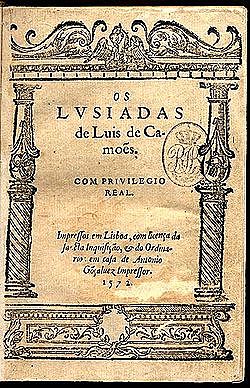 OS
LVSIADAS
de Luis de Ca-
moës.
COM PRIVILEGIO
REAL.
Impressos em Lisboa, com licença da
sancta Inquisição, & do Ordina-
rio: em casa de Antonio
Gõçaluez Impressor.
1572.